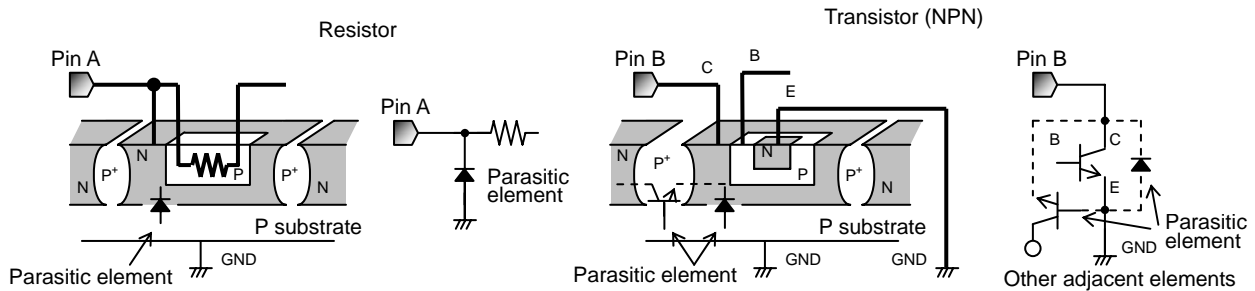 Resistor
Transistor (NPN)
Pin A
Pin B
C
B
E
Pin B
Pin A
N
N
P+
P
P+
N
Parasitic element
P substrate
GND
Parasitic
element
N
N
P+
N
P
P+
N
P substrate
Parasitic element
GND
GND
B
C
E
GND
Parasitic
element
Other adjacent elements